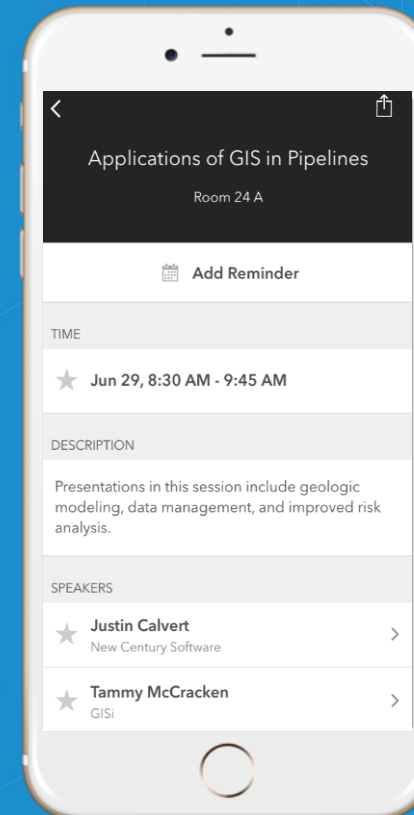 Applications of GIS in Pipelines
Room 24 A
Add Reminder
TIME
Jun 29, 8:30 AM - 9:45 AM
DESCRIPTION
Presentations in this session include geologic
modeling, data management, and improved risk
analysis.
SPEAKERS
Justin Calvert
New Century Software
Tammy McCracken
GISi